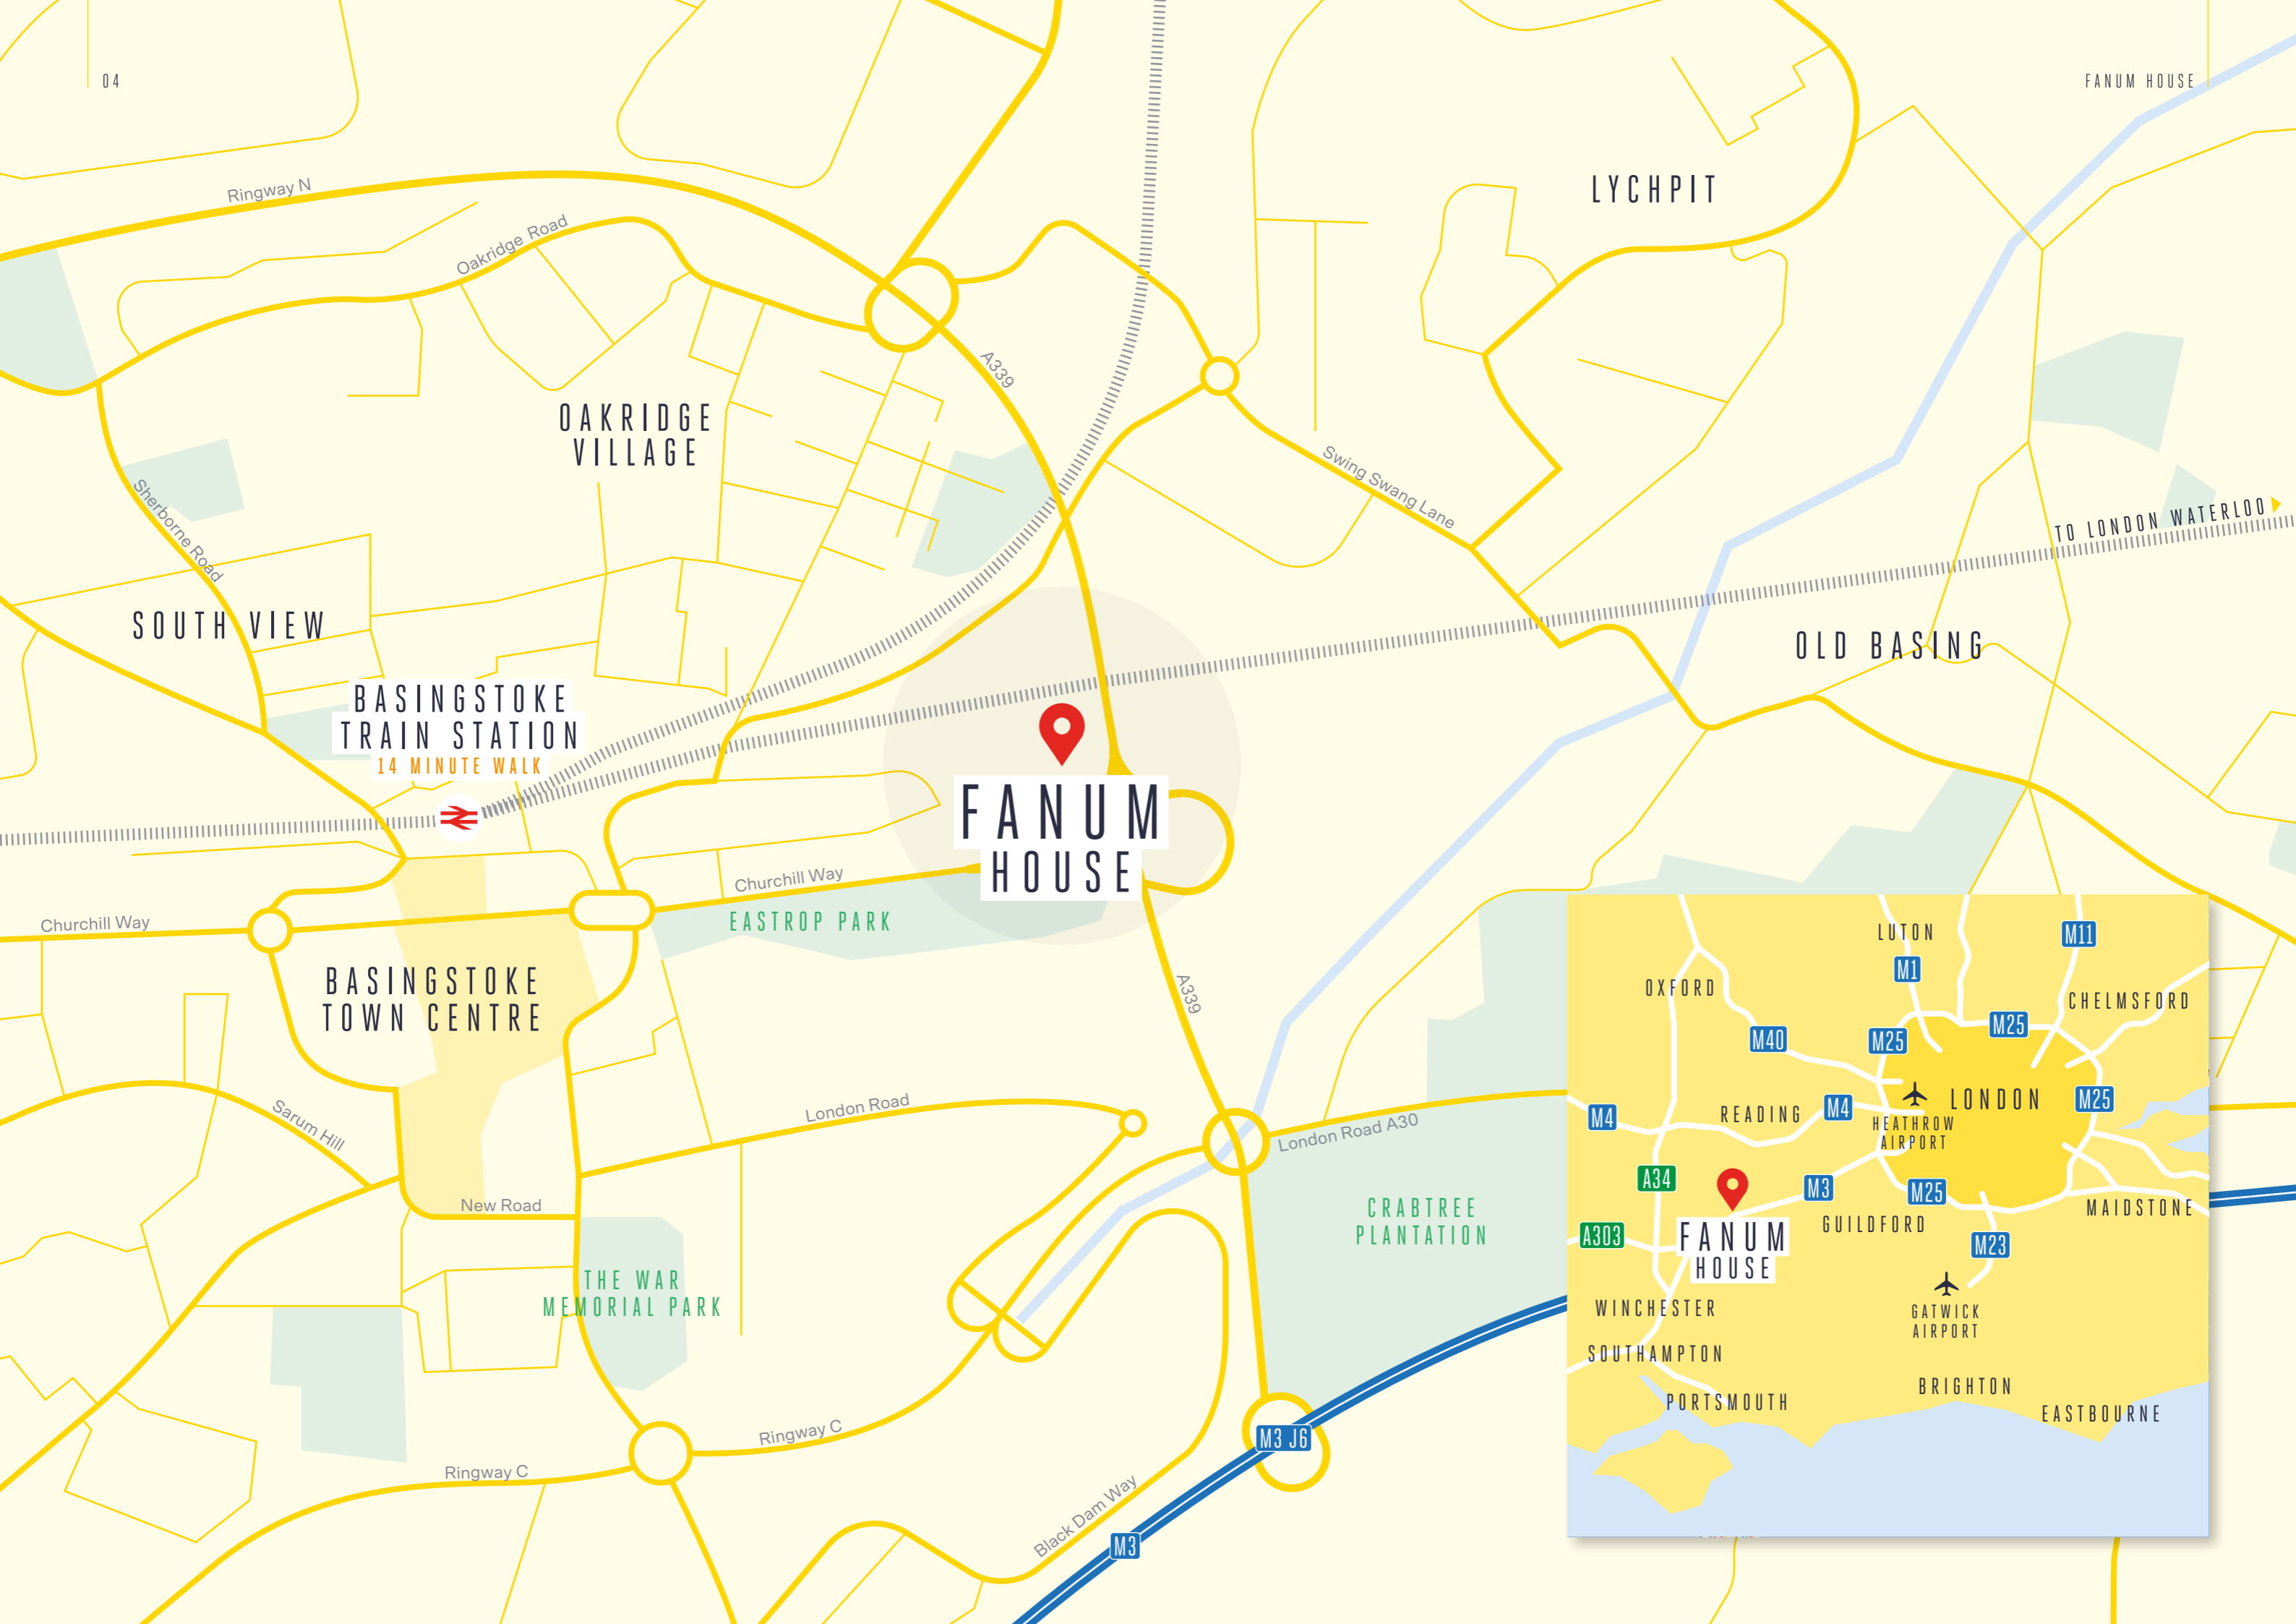 04
FANUM HOUSE
Ringway N
Oakridge Road
LYCHPIT
A339
OAKRIDGE
VILLAGE
Swing Swang Lane
Sherborne Road
TO LONDON WATERLOO
SOUTH VIEW
OLD BASING
BASINGSTOKE
TRAIN STATION
14 MINUTE WALK
FANUM
HOUSE
Churchill Way
Churchill Way
EASTROP PARK
BASINGSTOKE
TOWN CENTRE
A339
Sarum Hill
London Road
London Road A30
New Road
CRABTREE
PLANTATION
THE WAR
MEMORIAL PARK
Ringway C
Ringway C
Black Dam Way
M3 J6
M3
LUTON
M11
M1
OXFORD
CHELMSFORD
M40
M25
M25
M4
READING
M4
HEATHROW
AIRPORT
LONDON
M25
A34
M3
M25
MAIDSTONE
A303
FANUM
HOUSE
GUILDFORD
M23
WINCHESTER
GATWICK
AIRPORT
SOUTHAMPTON
PORTSMOUTH
BRIGHTON
EASTBOURNE